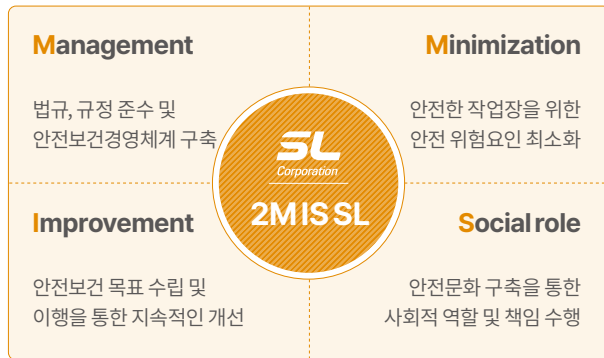 Management
법규, 규정 준수 및
안전보건경영체계 구축
Minimization
안전한 작업장을 위한
안전 위험요인 최소화
SL
Corporation
2M IS SL
Improvement
안전보건 목표 수립 및
이행을 통한 지속적인 개선
Social role
안전문화 구축을 통한
사회적 역할 및 책임 수행